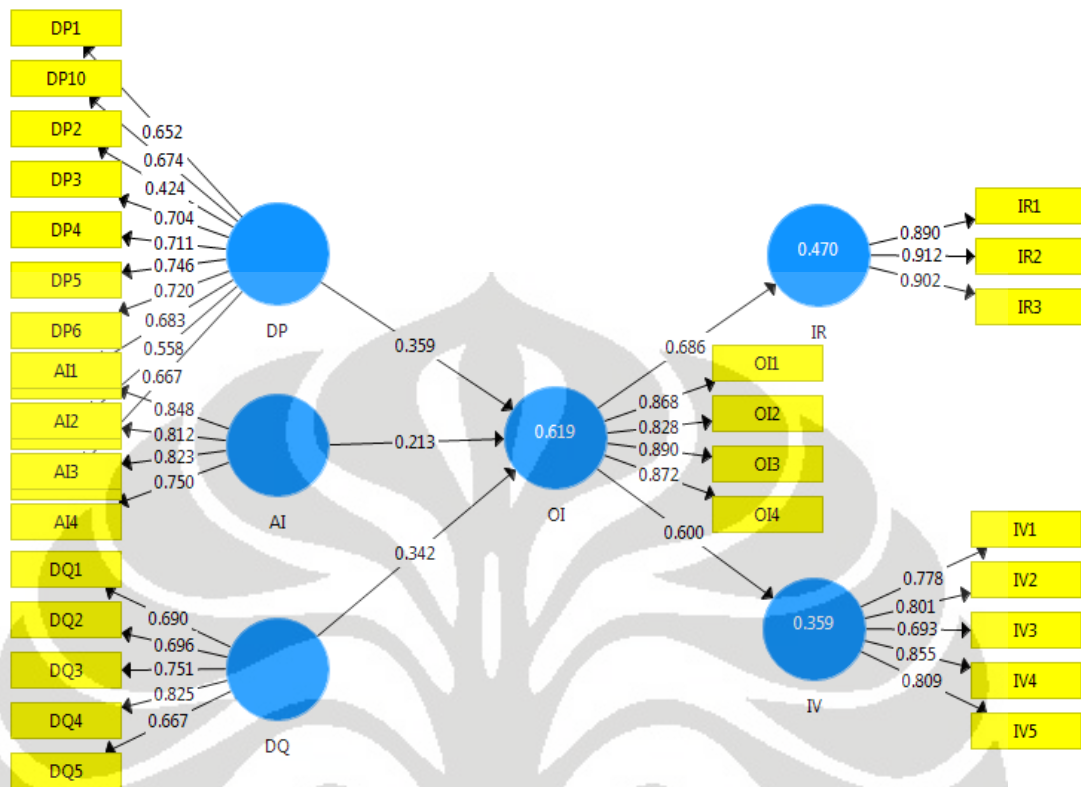 DP1
DP10
DP2
DP3
DP4
DP5
DP6
AI1
AI2
AI3
AI4
DQ1
DQ2
DQ3
DQ4
DQ5
0.652
0.674
0.424
0.704
0.711
0.746
0.720
0.683
0.558
0.667
0.848
0.812
0.823
0.750
0.690
0.696
0.751
0.825
0.667
DP
AI
DQ
0.359
0.213
0.342
0.619
OI
0.686
0.868
0.828
0.890
0.872
0.600
OI1
OI2
OI3
OI4
0.470
IR
0.890
0.912
0.902
IR1
IR2
IR3
0.359
IV
0.778
0.801
0.693
0.855
0.809
IV1
IV2
IV3
IV4
IV5